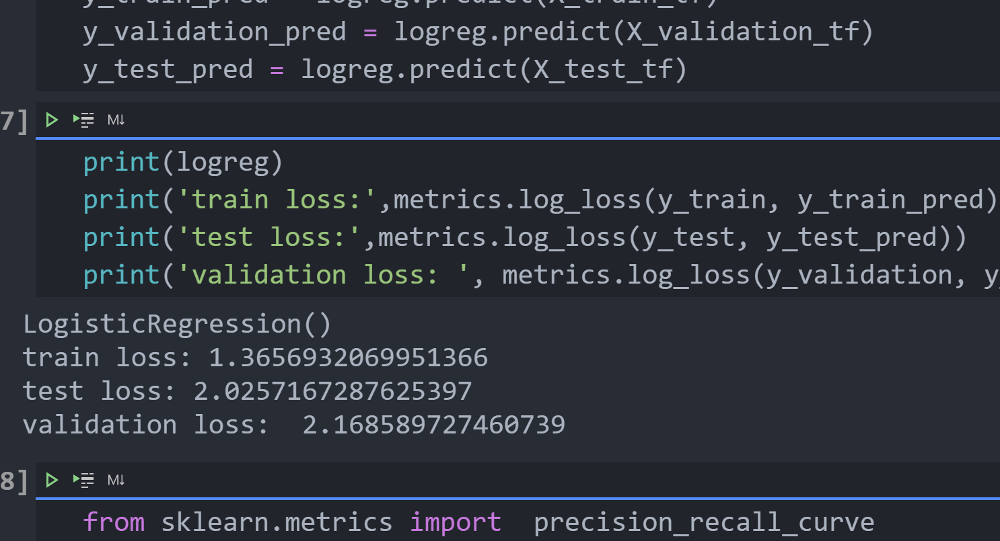 y_train_pred = logreg.predict(X_train_tf)
y_validation_pred = logreg.predict(X_validation_tf)
y_test_pred = logreg.predict(X_test_tf)
7] M↓
print(logreg)
print('train loss:',metrics.log_loss(y_train, y_train_pred)
print('test loss:',metrics.log_loss(y_test, y_test_pred))
print('validation loss: ', metrics.log_loss(y_validation, y_
LogisticRegression()
train loss: 1.3656932069951366
test loss: 2.0257167287625397
validation loss:  2.168589727460739
8] M↓
from sklearn.metrics import  precision_recall_curve